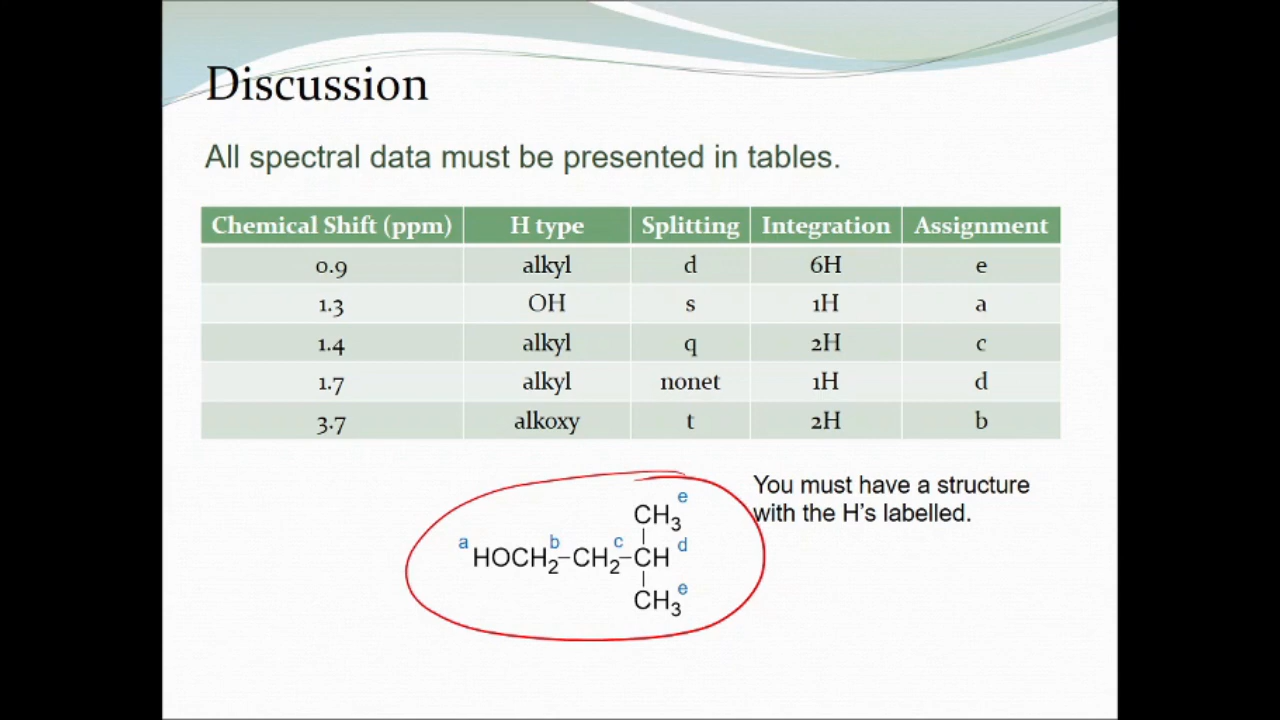 Discussion
All spectral data must be presented in tables.
Chemical Shift (ppm) H type Splitting Integration Assignment
0.9 alkyl d 6H e
1.3 OH s 1H a
1.4 alkyl q 2H c
1.7 alkyl nonet 1H d
3.7 alkoxy t 2H b
You must have a structure
with the H's labelled.
CH₃ e
a HOCH₂ b –CH₂ c –CH d
CH₃ e